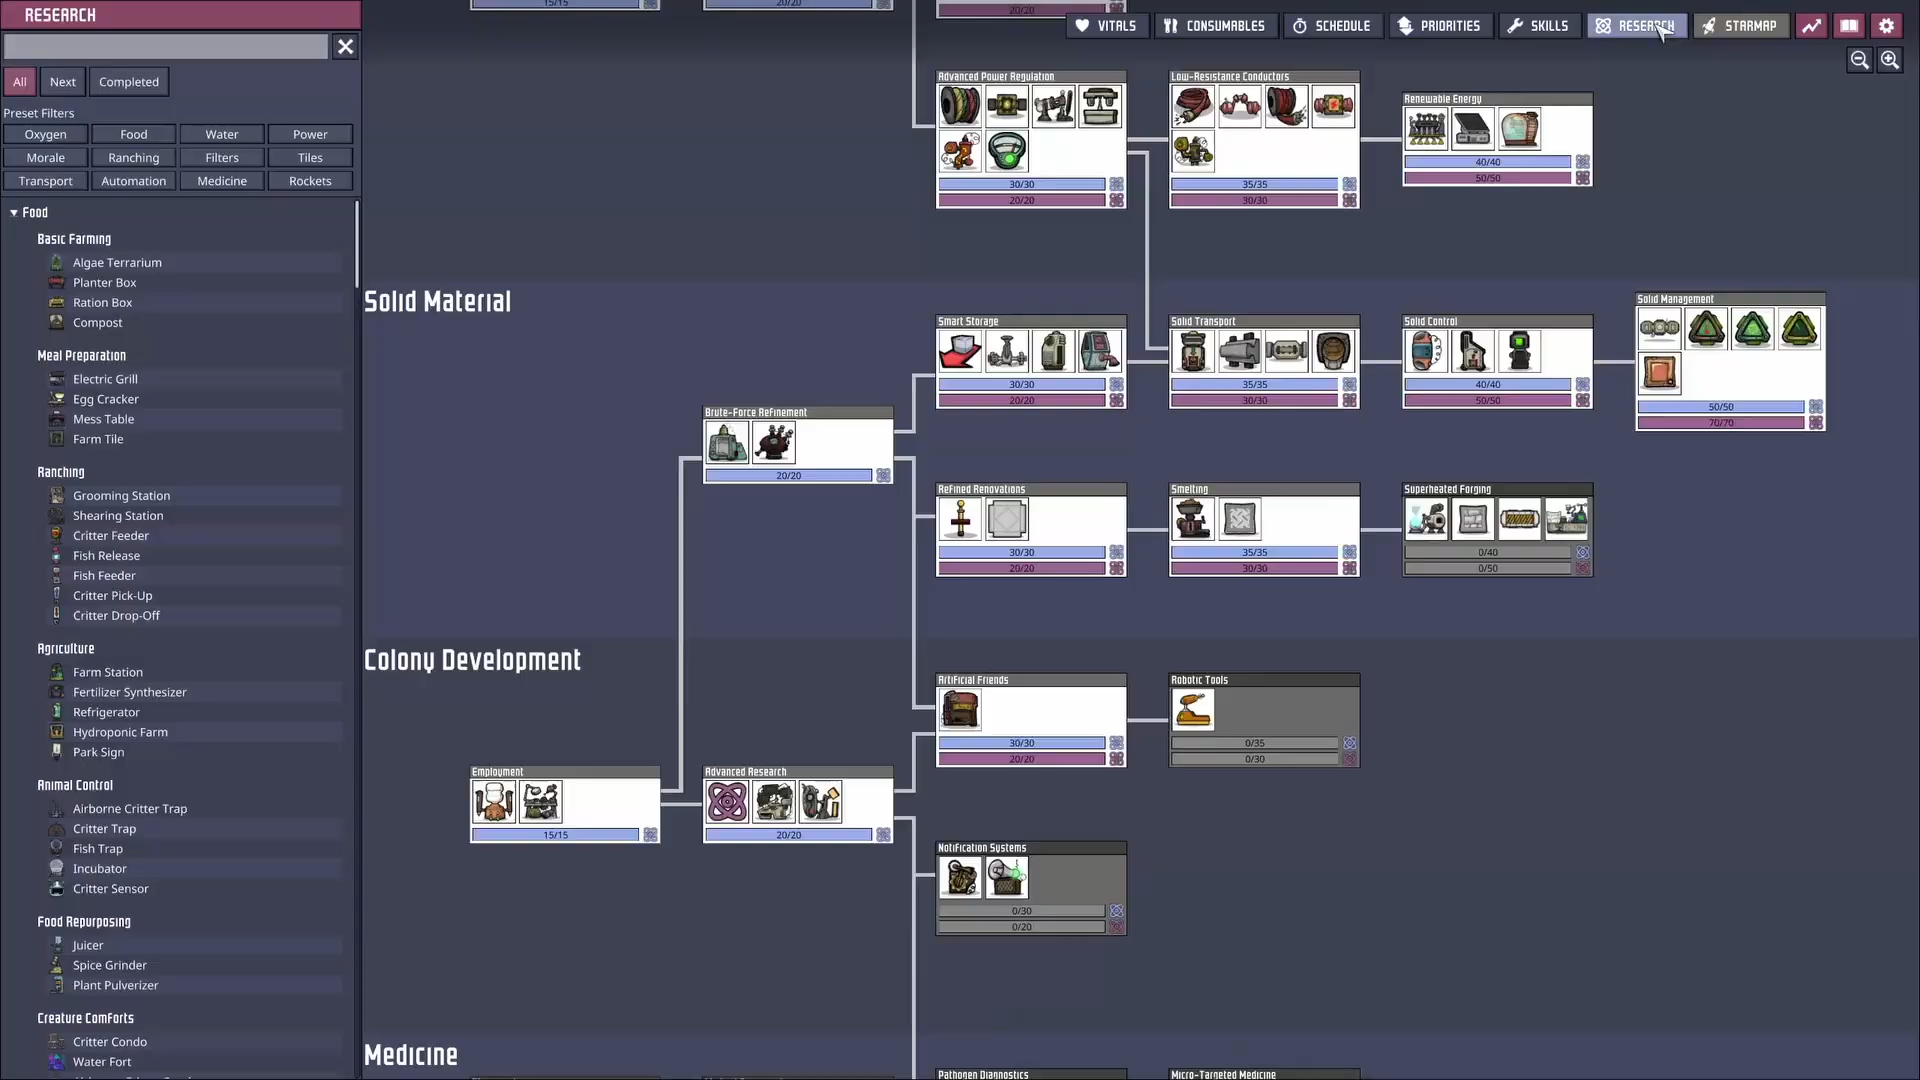 RESEARCH
All
Next
Completed
Preset Filters
Oxygen
Food
Water
Power
Morale
Ranching
Filters
Tiles
Transport
Automation
Medicine
Rockets
Food
Basic Farming
Algae Terrarium
Planter Box
Ration Box
Compost
Meal Preparation
Electric Grill
Egg Cracker
Mess Table
Farm Tile
Ranching
Grooming Station
Shearing Station
Critter Feeder
Fish Release
Fish Feeder
Critter Pick-Up
Critter Drop-Off
Agriculture
Farm Station
Fertilizer Synthesizer
Refrigerator
Hydroponic Farm
Park Sign
Animal Control
Airborne Critter Trap
Critter Trap
Fish Trap
Incubator
Critter Sensor
Food Repurposing
Juicer
Spice Grinder
Plant Pulverizer
Creature Comforts
Critter Condo
Water Fort
VITALS
CONSUMABLES
SCHEDULE
PRIORITIES
SKILLS
RESEARCH
STARMAP
15/15
20/20
20/20
Advanced Power Regulation
30/30
20/20
Low-Resistance Conductors
35/35
30/30
Renewable Energy
40/40
50/50
Solid Material
Smart Storage
30/30
20/20
Solid Transport
35/35
30/30
Solid Control
40/40
50/50
Solid Management
50/50
70/70
Brute-Force Refinement
20/20
Refined Renovations
30/30
20/20
Smelting
35/35
30/30
Superheated Forging
0/40
0/50
Colony Development
Artificial Friends
30/30
20/20
Robotic Tools
0/35
0/30
Employment
15/15
Advanced Research
20/20
Notification Systems
0/30
0/20
Medicine
Pathogen Diagnostics
Micro-Targeted Medicine